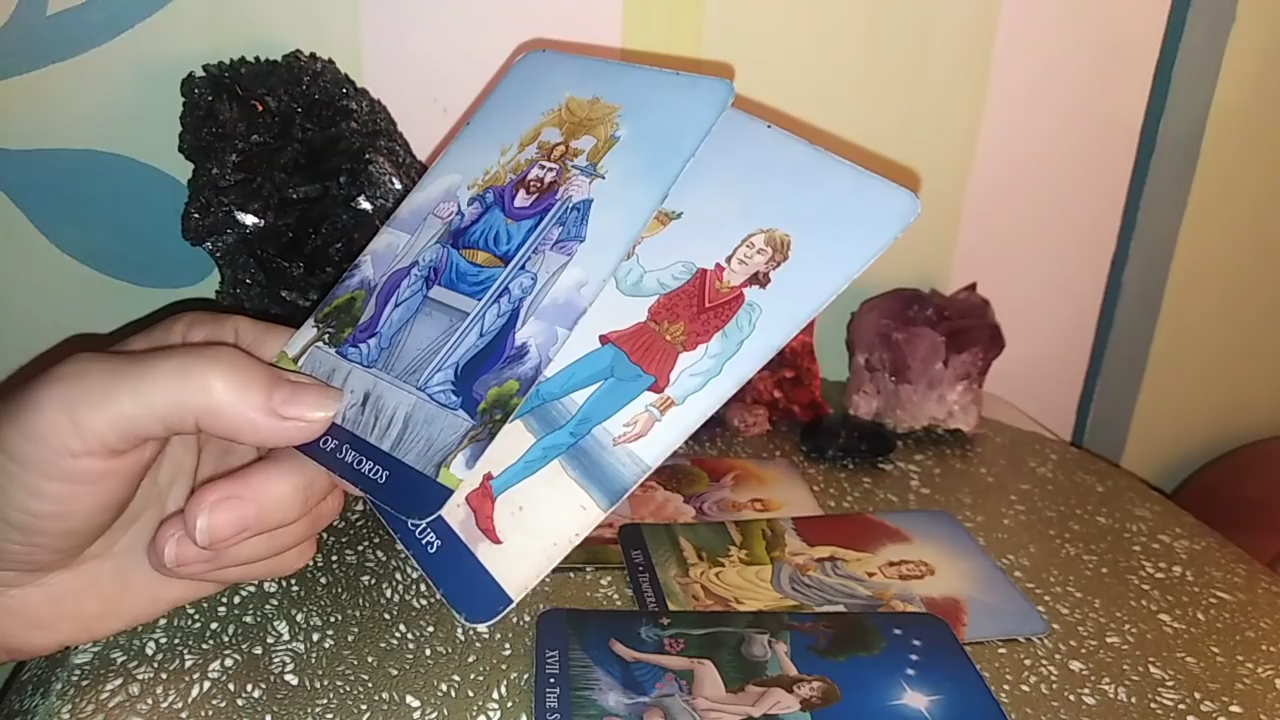 OF SWORDS
CUPS
XIV • TEMPERA
XVII • THE S